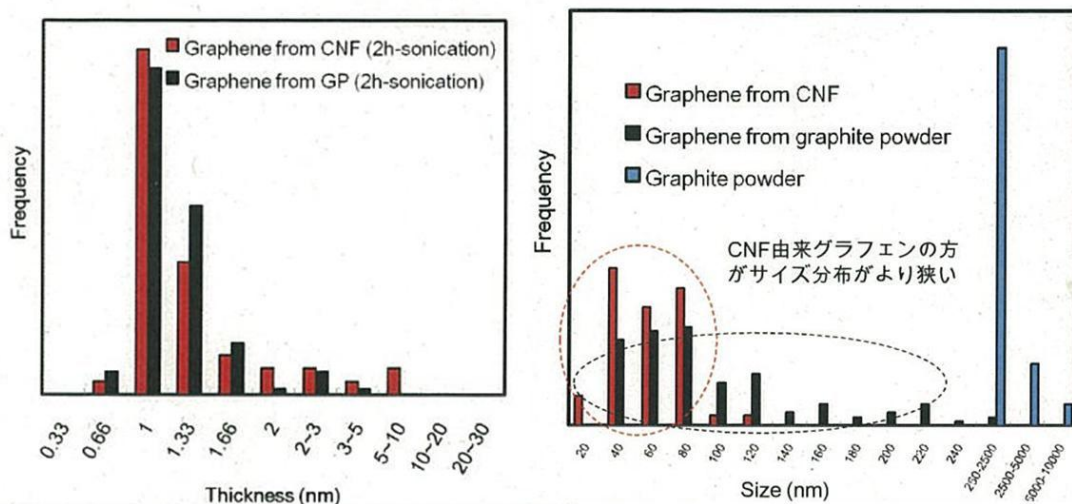 Graphene from CNF (2h-sonication)
Graphene from GP (2h-sonication)
Frequency
0.33
0.66
1
1.33
1.66
2
2~3
3~5
5~10
10~20
20~30
Thickness (nm)
Graphene from CNF
Graphene from graphite powder
Graphite powder
CNF由来グラフェンの方
がサイズ分布がより狭い
Frequency
20
40
60
80
100
120
140
160
180
200
220
240
250-2500
2500-5000
5000-10000
Size (nm)